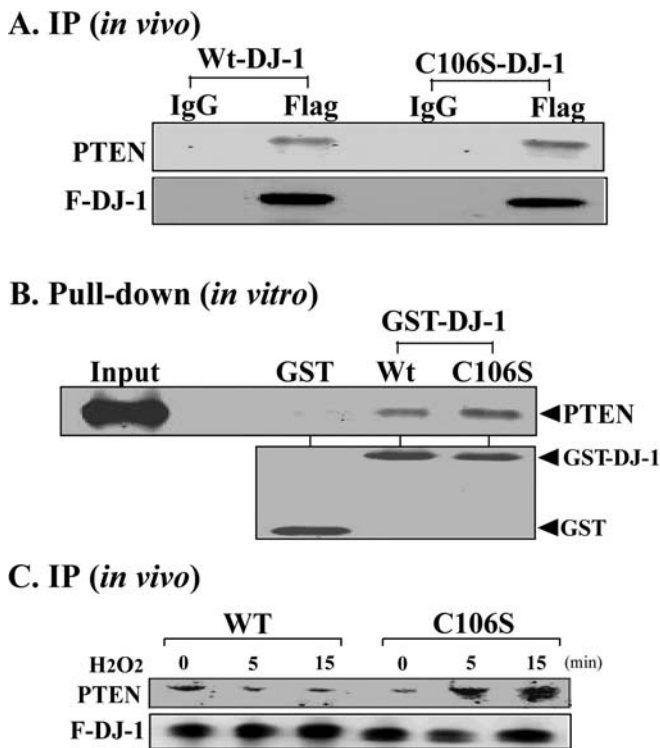 A. IP (in vivo)
Wt-DJ-1 C106S-DJ-1
IgG Flag IgG Flag
PTEN
F-DJ-1
B. Pull-down (in vitro)
GST-DJ-1
Input GST Wt C106S
PTEN
GST-DJ-1
GST
C. IP (in vivo)
WT C106S
H2O2 0 5 15 0 5 15 (min)
PTEN
F-DJ-1